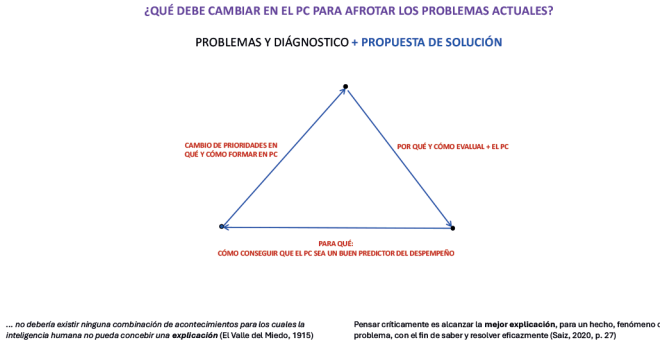 ¿QUÉ DEBE CAMBIAR EN EL PC PARA AFROTAR LOS PROBLEMAS ACTUALES?
PROBLEMAS Y DIÁGNOSTICO + PROPUESTA DE SOLUCIÓN
CAMBIO DE PRIORIDADES EN
QUÉ Y CÓMO FORMAR EN PC
POR QUÉ Y CÓMO EVALUAL + EL PC
PARA QUÉ:
CÓMO CONSEGUIR QUE EL PC SEA UN BUEN PREDICTOR DEL DESPEMPEÑO
... no debería existir ninguna combinación de acontecimientos para los cuales la
inteligencia humana no pueda concebir una explicación (El Valle del Miedo, 1915)
Pensar críticamente es alcanzar la mejor explicación, para un hecho, fenómeno o
problema, con el fin de saber y resolver eficazmente (Saiz, 2020, p. 27)